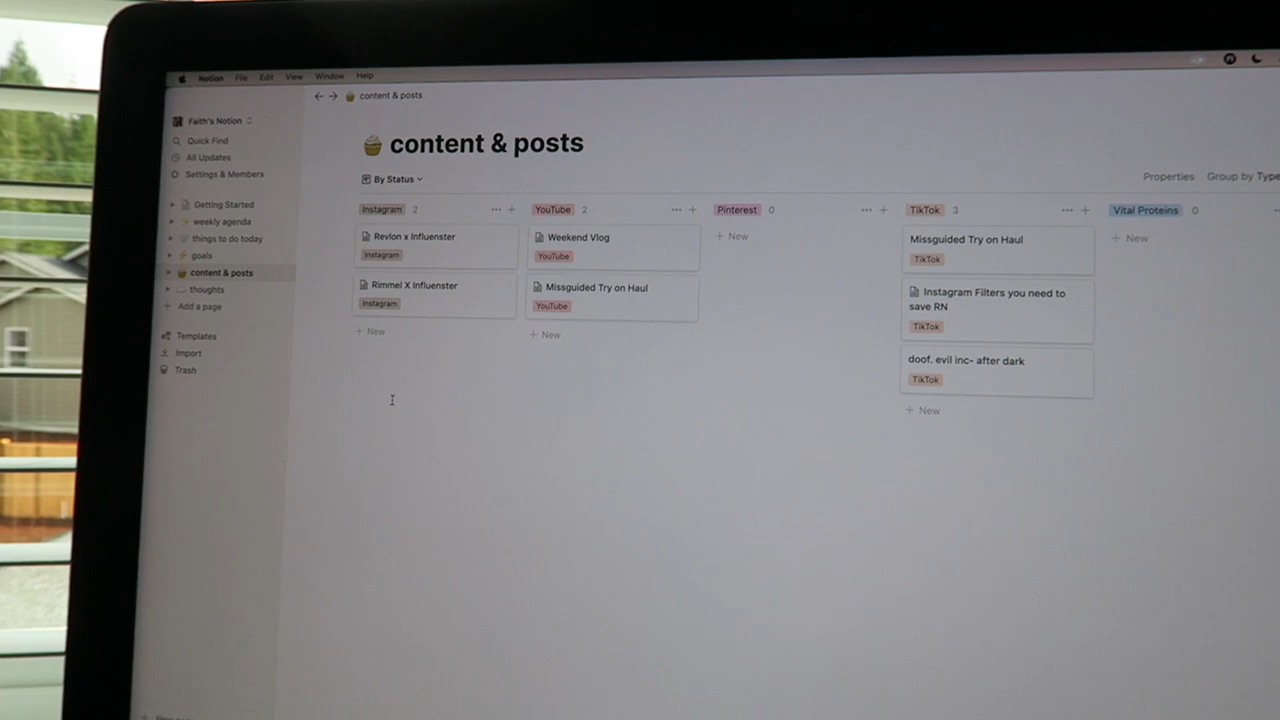 Notion File Edit View Window Help
content & posts
Faith's Notion
Quick Find
All Updates
Settings & Members
Getting Started
weekly agenda
things to do today
goals
content & posts
thoughts
Add a page
Templates
Import
Trash
content & posts
By Status
Properties Group by Type
Instagram 2
Revlon x Influenster
Instagram
Rimmel X Influenster
Instagram
+ New
YouTube 2
Weekend Vlog
YouTube
Missguided Try on Haul
YouTube
+ New
Pinterest 0
+ New
TikTok 3
Missguided Try on Haul
TikTok
Instagram Filters you need to
save RN
TikTok
doof. evil inc- after dark
TikTok
+ New
Vital Proteins 0
+ New